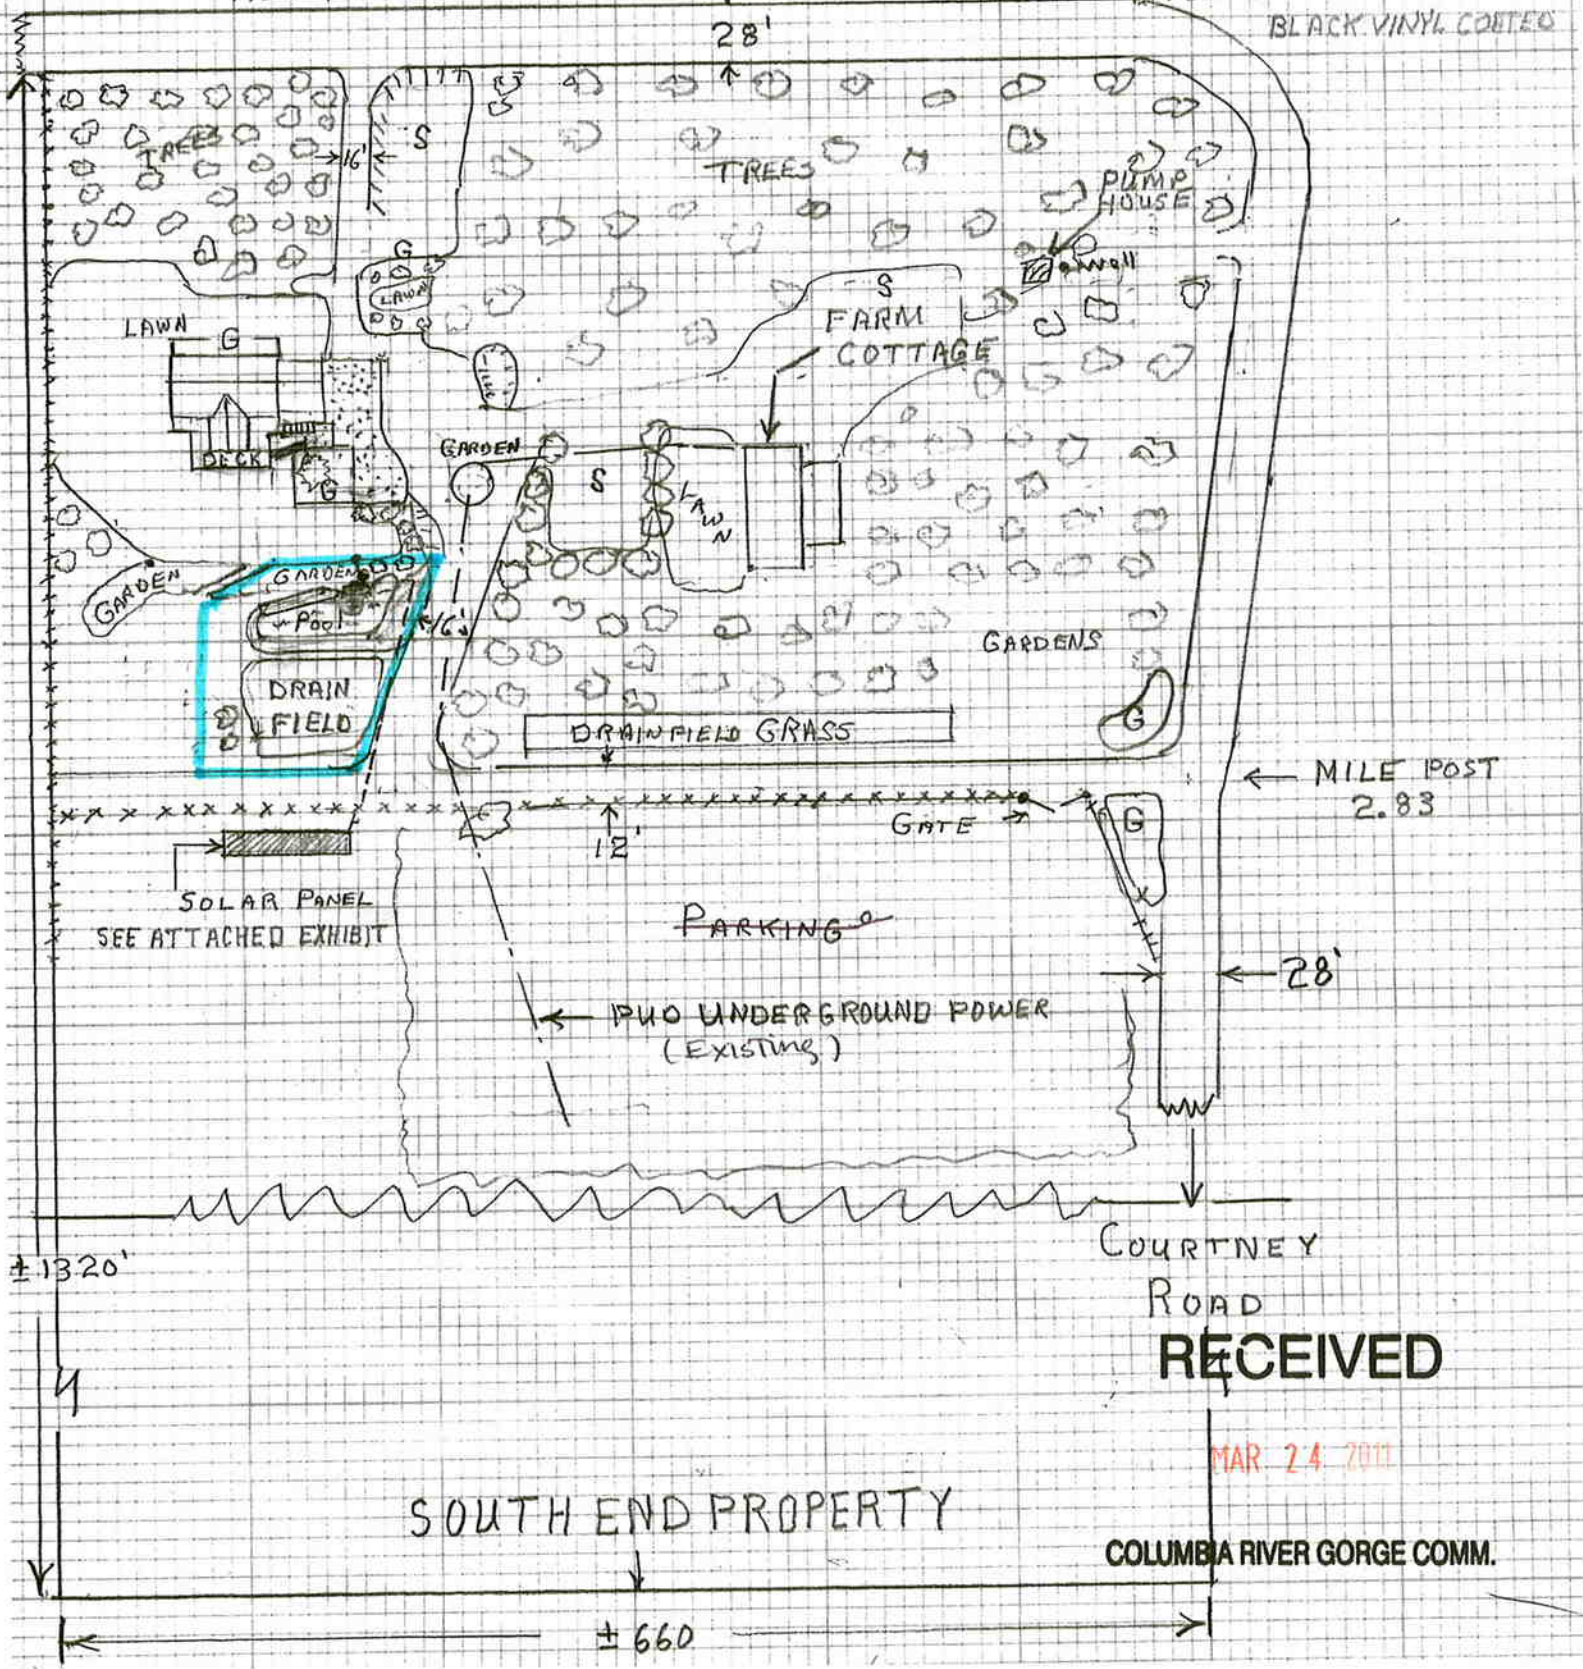 BLACK VINYL COATED
28'
TREES
16'
S
TREES
PUMP
HOUSE
well
G
LAWN
S
FARM
COTTAGE
LAWN
G
DECK
G
GARDEN
S
LAWN
GARDEN
GARDENS
Pool
16'
GARDENS
DRAIN
FIELD
DRAINFIELD GRASS
G
MILE POST
2.83
GATE
G
12'
SOLAR PANEL
SEE ATTACHED EXHIBIT
PARKING
28'
PUD UNDERGROUND POWER
(Existing)
± 1320'
COURTNEY
ROAD
RECEIVED
MAR 24 2011
SOUTH END PROPERTY
COLUMBIA RIVER GORGE COMM.
± 660